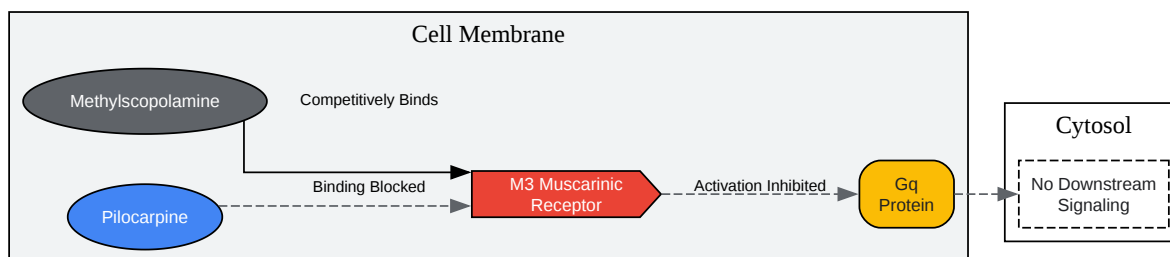 Cell Membrane
Methylscopolamine
Competitively Binds
Cytosol
Binding Blocked
M3 Muscarinic
Receptor
Activation Inhibited
Gq
Protein
No Downstream
Signaling
Pilocarpine